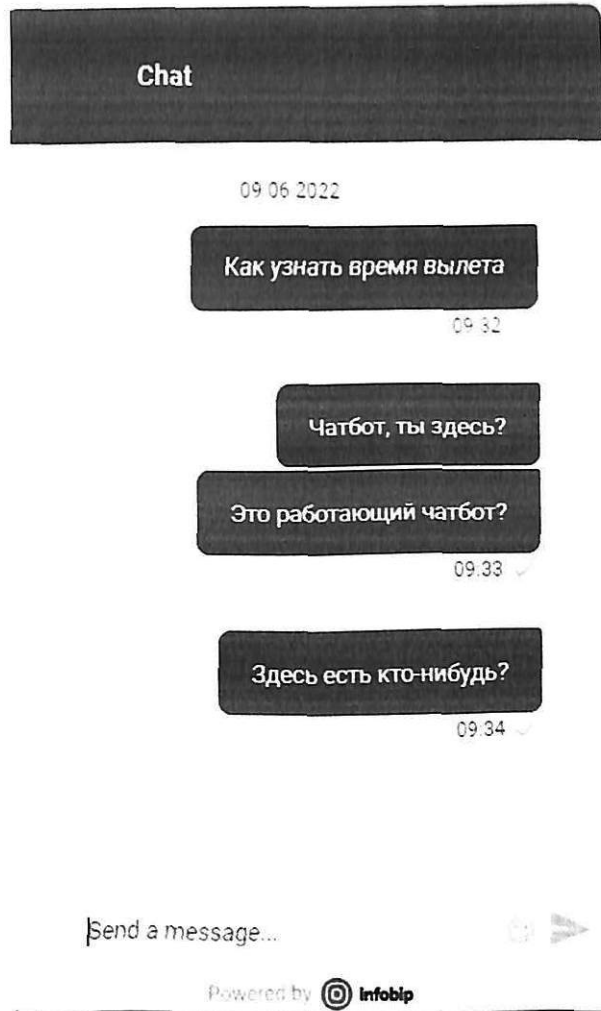 Chat
09 06 2022
Как узнать время вылета
09 32
Чатбот, ты здесь?
Это работающий чатбот?
09:33
Здесь есть кто-нибудь?
09:34
Send a message...
Powered by infobip